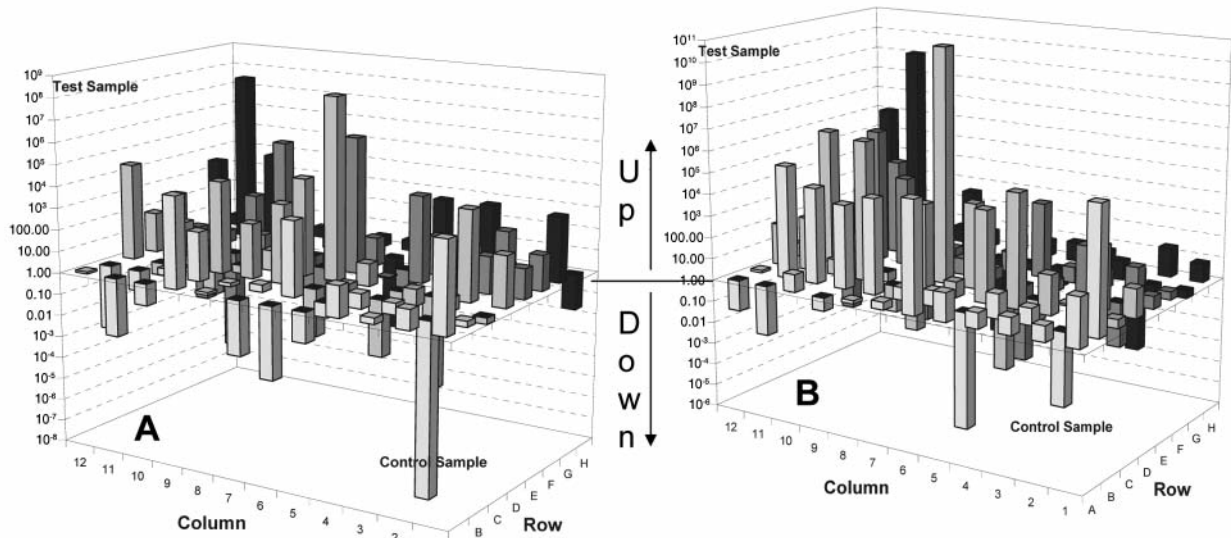 Test Sample
10⁹
10⁸
10⁷
10⁶
10⁵
10⁴
10³
100.00
10.00
1.00
0.10
0.01
10⁻³
10⁻⁴
10⁻⁵
10⁻⁶
10⁻⁷
10⁻⁸
A
Control Sample
12 11 10 9 8 7 6 5 4 3 2
B C D E F G H
Column
Row
Up
Down
Test Sample
10¹¹
10¹⁰
10⁹
10⁸
10⁷
10⁶
10⁵
10⁴
10³
100.00
10.00
1.00
0.10
0.01
10⁻³
10⁻⁴
10⁻⁵
10⁻⁶
B
Control Sample
12 11 10 9 8 7 6 5 4 3 2 1
A B C D E F G H
Column
Row